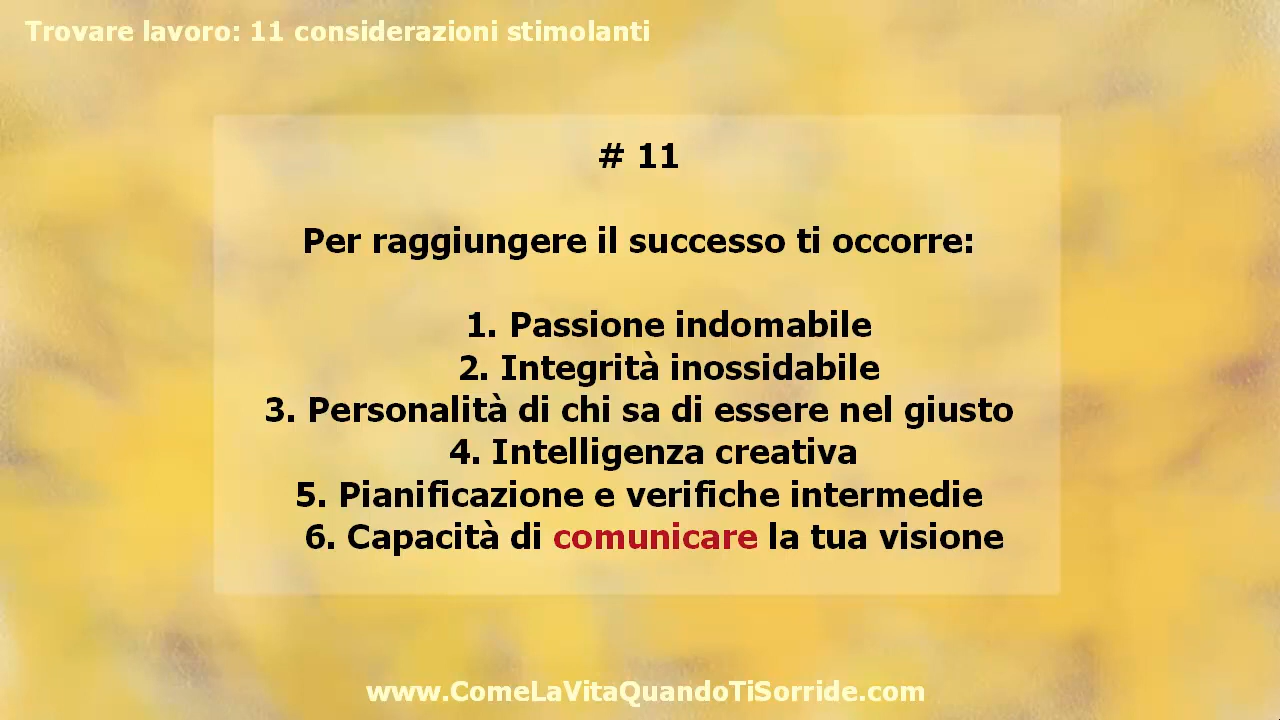 Trovare lavoro: 11 considerazioni stimolanti
# 11
Per raggiungere il successo ti occorre:
1. Passione indomabile
2. Integrità inossidabile
3. Personalità di chi sa di essere nel giusto
4. Intelligenza creativa
5. Pianificazione e verifiche intermedie
6. Capacità di comunicare la tua visione
www.ComeLaVitaQuandoTiSorride.com